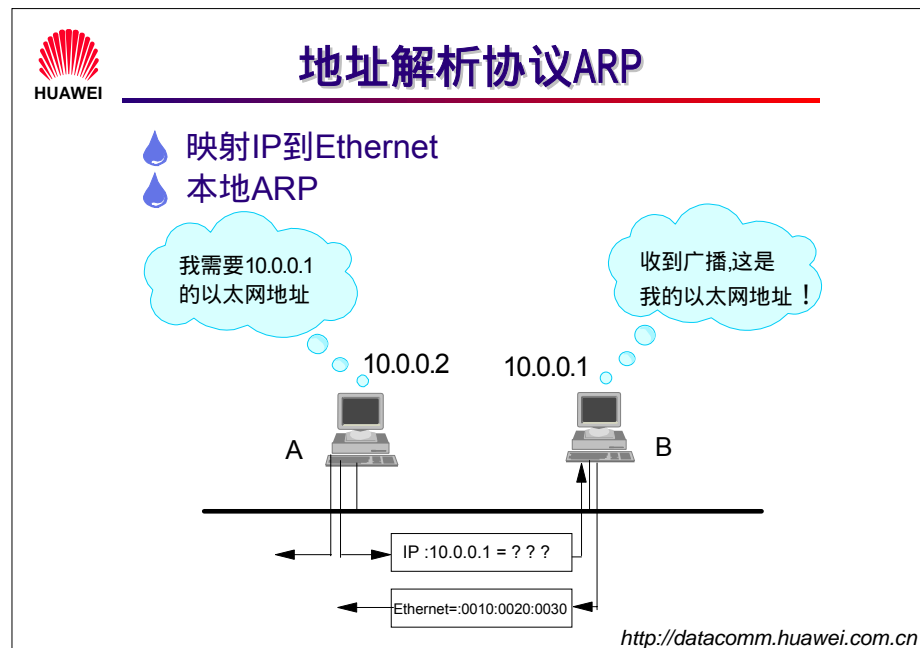 HUAWEI
地址解析协议ARP
映射IP到Ethernet
本地ARP
我需要10.0.0.1
的以太网地址
收到广播,这是
我的以太网地址！
10.0.0.2
10.0.0.1
A
B
IP :10.0.0.1 = ? ? ?
Ethernet=:0010:0020:0030
http://datacomm.huawei.com.cn